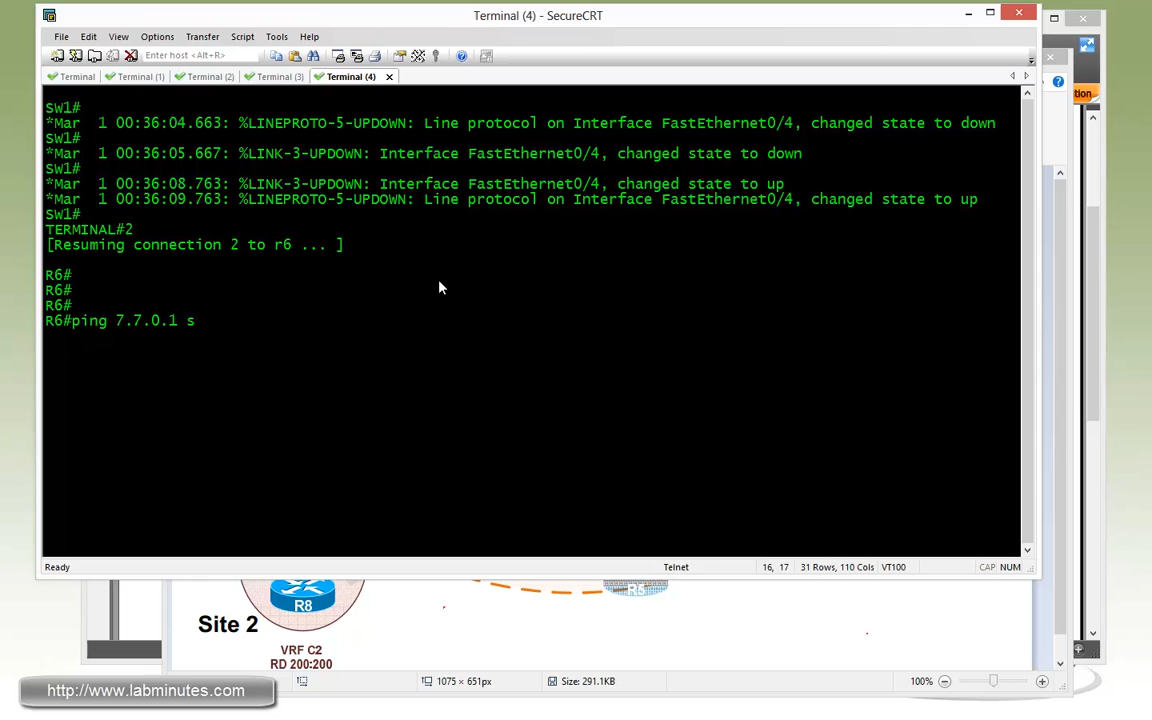 Terminal (4) - SecureCRT
File Edit View Options Transfer Script Tools Help
Enter host <Alt+R>
Terminal Terminal (1) Terminal (2) Terminal (3) Terminal (4)
SW1#
*Mar 1 00:36:04.663: %LINEPROTO-5-UPDOWN: Line protocol on Interface FastEthernet0/4, changed state to down
SW1#
*Mar 1 00:36:05.667: %LINK-3-UPDOWN: Interface FastEthernet0/4, changed state to down
SW1#
*Mar 1 00:36:08.763: %LINK-3-UPDOWN: Interface FastEthernet0/4, changed state to up
*Mar 1 00:36:09.763: %LINEPROTO-5-UPDOWN: Line protocol on Interface FastEthernet0/4, changed state to up
SW1#
TERMINAL#2
[Resuming connection 2 to r6 ... ]
R6#
R6#
R6#
R6#ping 7.7.0.1 s
Ready Telnet 16, 17 31 Rows, 110 Cols VT100 CAP NUM
R8
Site 2
VRF C2
RD 200:200
1075 × 651px Size: 291.1KB 100%
http://www.labminutes.com